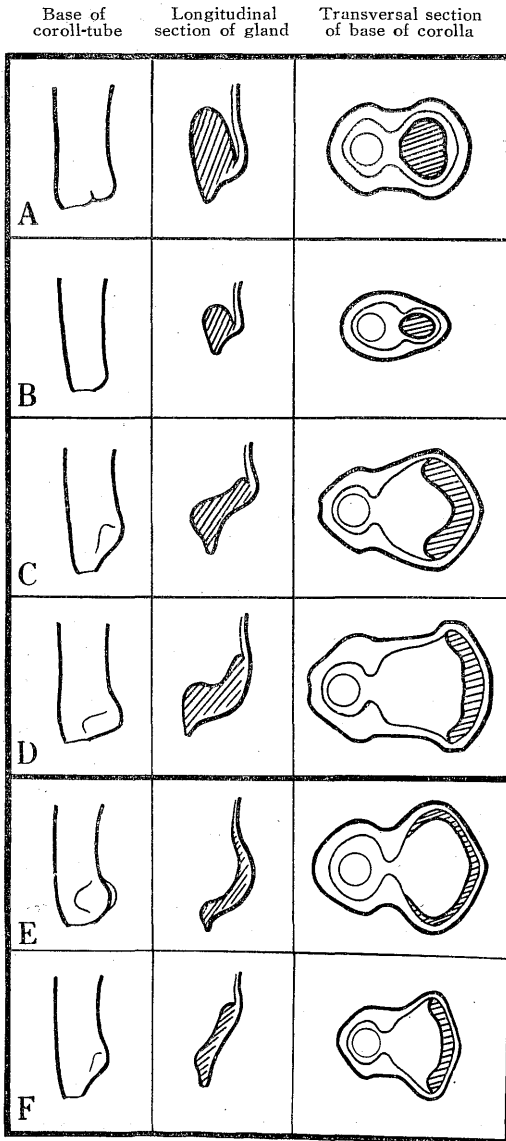 Base of
coroll-tube
Longitudinal
section of gland
Transversal section
of base of corolla
A
B
C
D
E
F